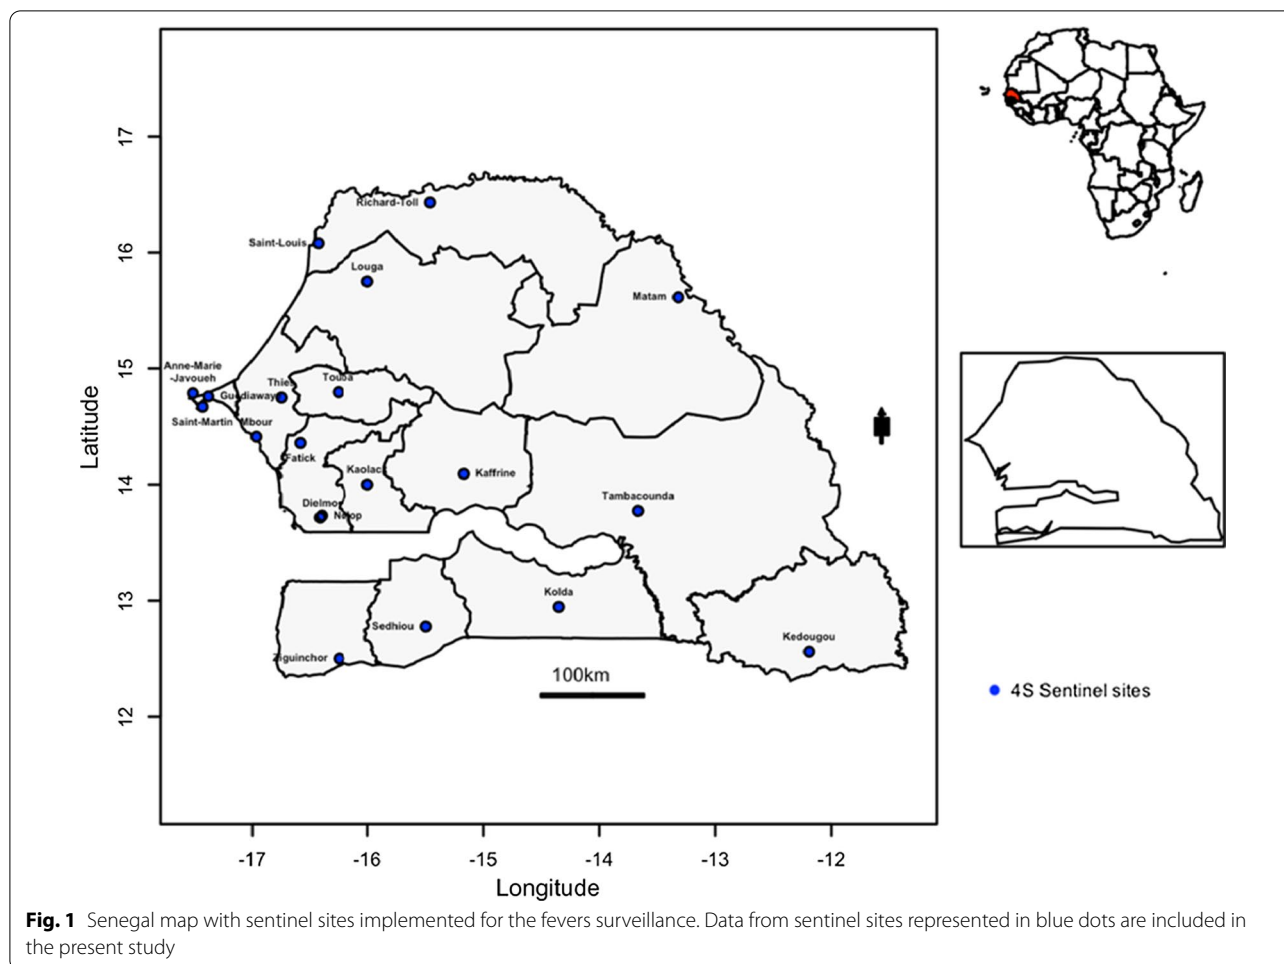 17
16
15
14
13
12
Latitude
Richard-Toll
Saint-Louis
Louga
Matam
Anne-Marie
-Javoueh
Thies
Touba
Guediawaye
Saint-Martin Mbour
Fatick
Kaolac
Kaffrine
Tambacounda
Dielmo
Ndiop
Kolda
Sedhiou
Kedougou
Ziguinchor
100km
4S Sentinel sites
-17 -16 -15 -14 -13 -12
Longitude
Fig. 1 Senegal map with sentinel sites implemented for the fevers surveillance. Data from sentinel sites represented in blue dots are included in
the present study